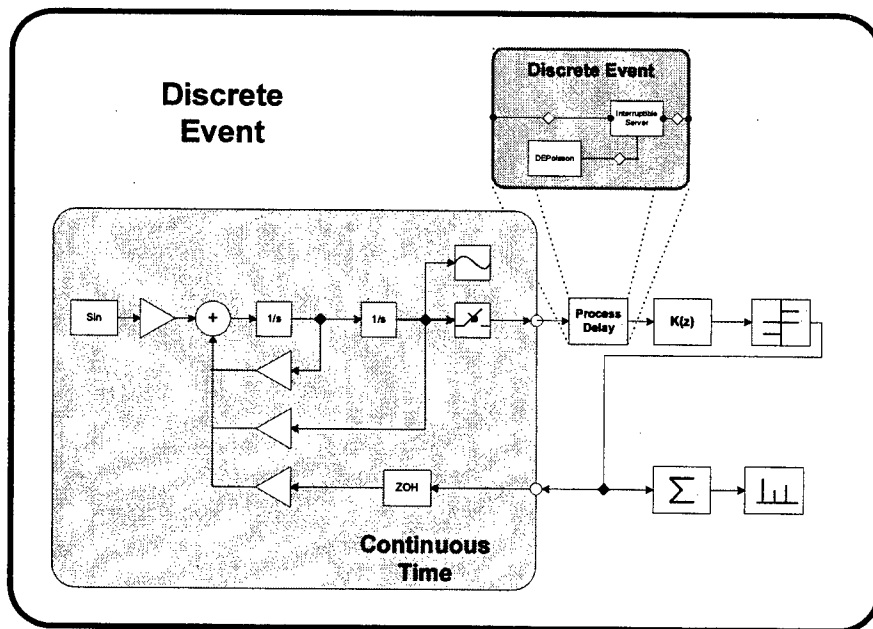 Discrete Event
Interruptible
Server
DEPoisson
Discrete
Event
Sin
+
1/s
1/s
Process
Delay
K(z)
ZOH
Σ
Continuous
Time